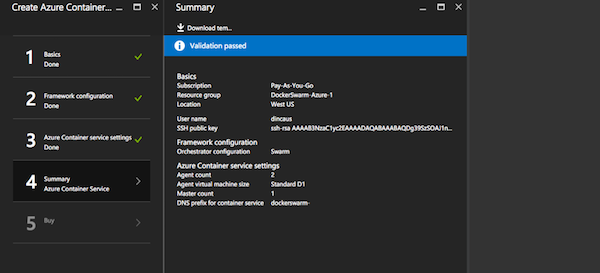 Create Azure Container...
1
Basics
Done
2
Framework configuration
Done
3
Azure Container service settings
Done
4
Summary
Azure Container Service
5
Buy
Summary
Download tem...
Validation passed
Basics
Subscription Pay-As-You-Go
Resource group DockerSwarm-Azure-1
Location West US
User name dincaus
SSH public key ssh-rsa AAAAB3NzaC1yc2EAAAADAQABAAABAQDg39SzSOAJ1n...
Framework configuration
Orchestrator configuration Swarm
Azure Container service settings
Agent count 2
Agent virtual machine size Standard D1
Master count 1
DNS prefix for container service dockerswarm-